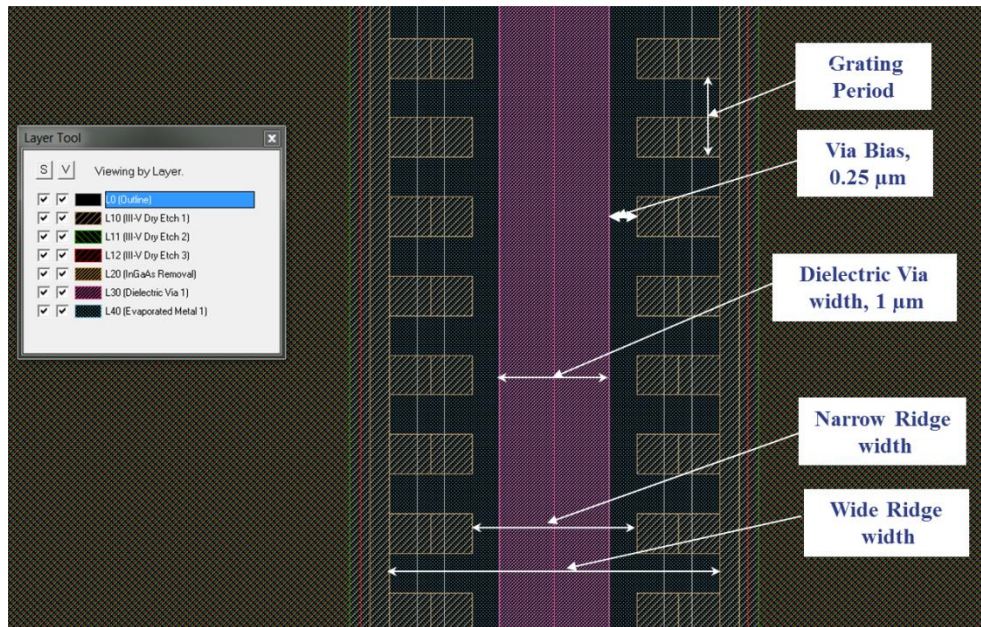 Layer Tool
x
S V Viewing by Layer.
L0 (Outline)
L10 (III-V Dry Etch 1)
L11 (III-V Dry Etch 2)
L12 (III-V Dry Etch 3)
L20 (InGaAs Removal)
L30 (Dielectric Via 1)
L40 (Evaporated Metal 1)
Grating
Period
Via Bias,
0.25 µm
Dielectric Via
width, 1 µm
Narrow Ridge
width
Wide Ridge
width